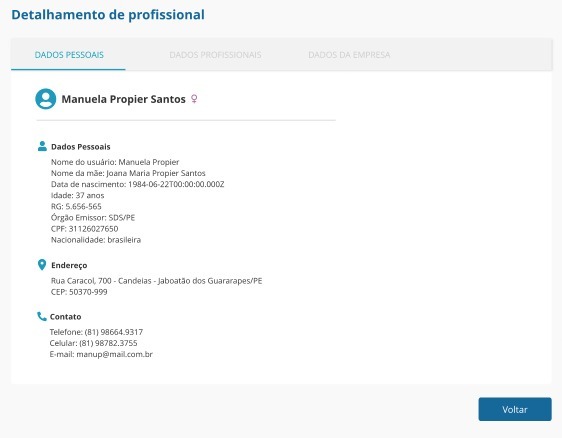 Detalhamento de profissional
DADOS PESSOAIS
DADOS PROFISSIONAIS
DADOS DA EMPRESA
Manuela Propier Santos ♀
Dados Pessoais
Nome do usuário: Manuela Propier
Nome da mãe: Joana Maria Propier Santos
Data de nascimento: 1984-06-22T00:00:00.000Z
Idade: 37 anos
RG: 5.656-565
Órgão Emissor: SDS/PE
CPF: 31126027650
Nacionalidade: brasileira
Endereço
Rua Caracol, 700 - Candeias - Jaboatão dos Guararapes/PE
CEP: 50370-999
Contato
Telefone: (81) 98664.9317
Celular: (81) 98782.3755
E-mail: manup@mail.com.br
Voltar